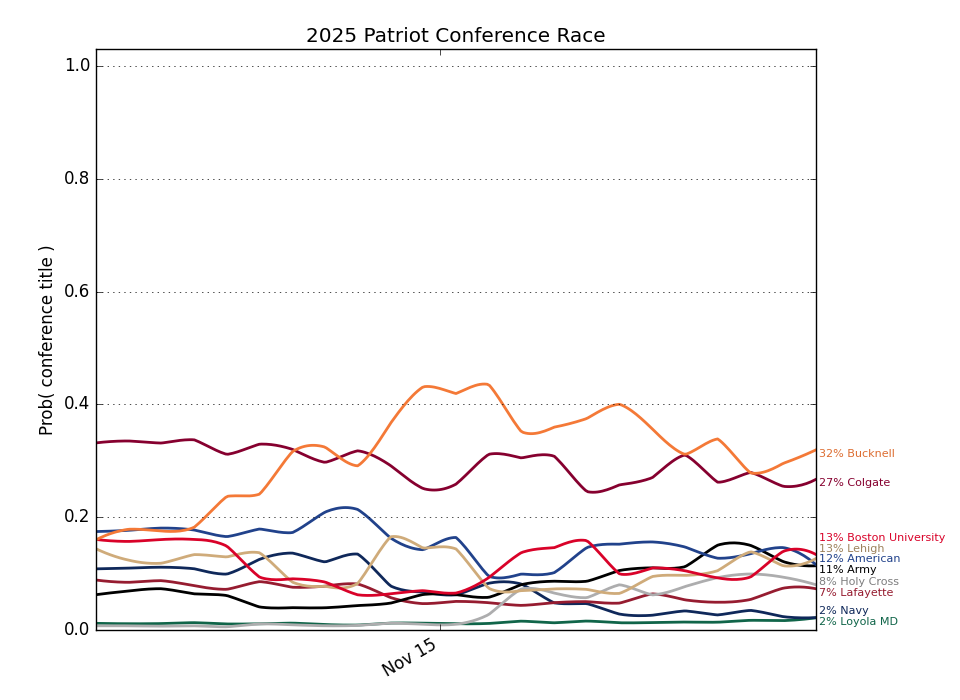 2025 Patriot Conference Race
Prob( conference title )
1.0
0.8
0.6
0.4
0.2
0.0
Nov 15
32% Bucknell
27% Colgate
13% Boston University
13% Lehigh
12% American
11% Army
8% Holy Cross
7% Lafayette
2% Navy
2% Loyola MD